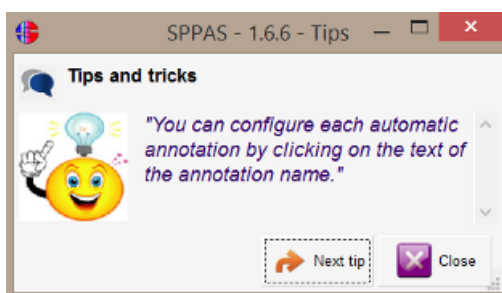 SPPAS - 1.6.6 - Tips
Tips and tricks
"You can configure each automatic
annotation by clicking on the text of
the annotation name."
Next tip
Close